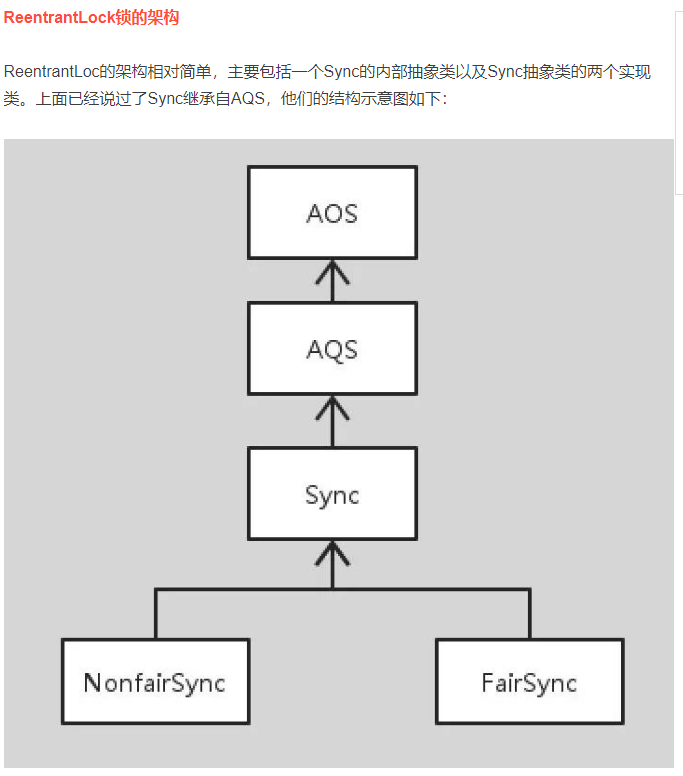 ReentrantLock锁的架构
ReentrantLoc的架构相对简单，主要包括一个Sync的内部抽象类以及Sync抽象类的两个实现
类。上面已经说过了Sync继承自AQS，他们的结构示意图如下：
AOS
AQS
Sync
NonfairSync
FairSync